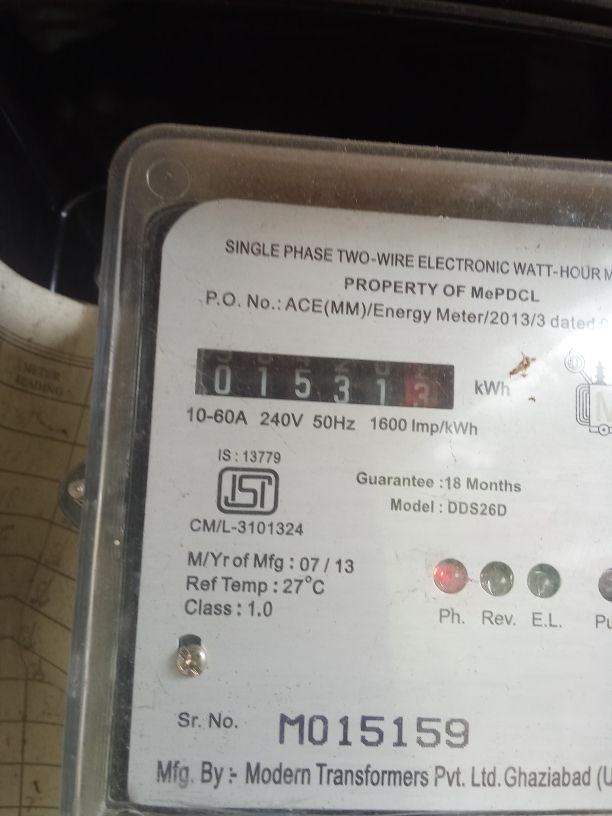 SINGLE PHASE TWO-WIRE ELECTRONIC WATT-HOUR M
PROPERTY OF MePDCL
P.O. No.: ACE(MM)/Energy Meter/2013/3 dated
015313 kWh
10-60A 240V 50Hz 1600 Imp/kWh
IS : 13779
ISI
CM/L-3101324
Guarantee :18 Months
Model : DDS26D
M/Yr of Mfg : 07 / 13
Ref Temp : 27°C
Class : 1.0
Ph. Rev. E.L. Pu
Sr. No. M015159
Mfg. By :- Modern Transformers Pvt. Ltd. Ghaziabad (U
METER
READING